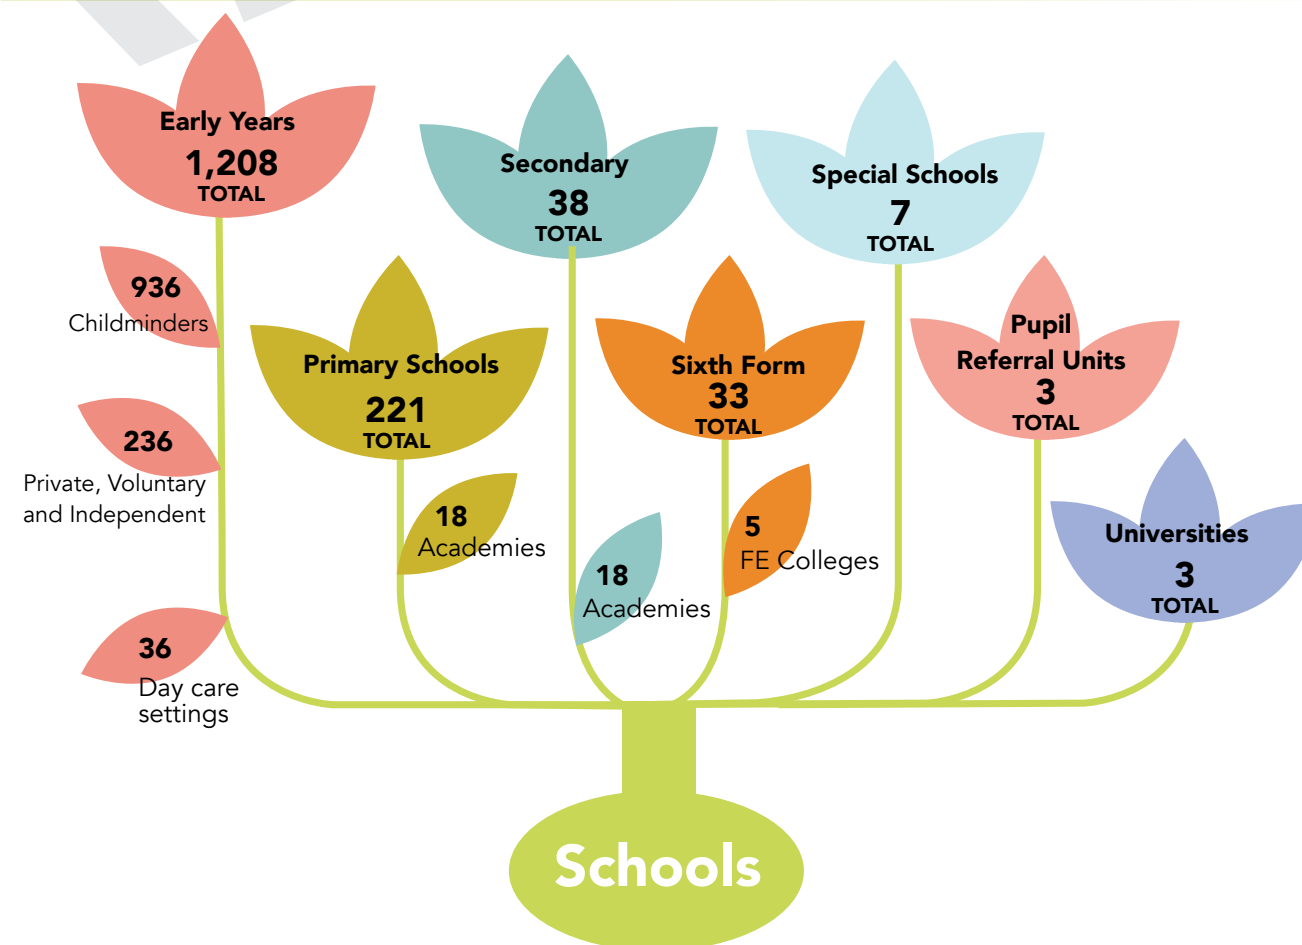 Early Years
1,208
TOTAL
936
Childminders
236
Private, Voluntary
and Independent
36
Day care
settings
Primary Schools
221
TOTAL
18
Academies
Secondary
38
TOTAL
18
Academies
Sixth Form
33
TOTAL
5
FE Colleges
Special Schools
7
TOTAL
Pupil
Referral Units
3
TOTAL
Universities
3
TOTAL
Schools